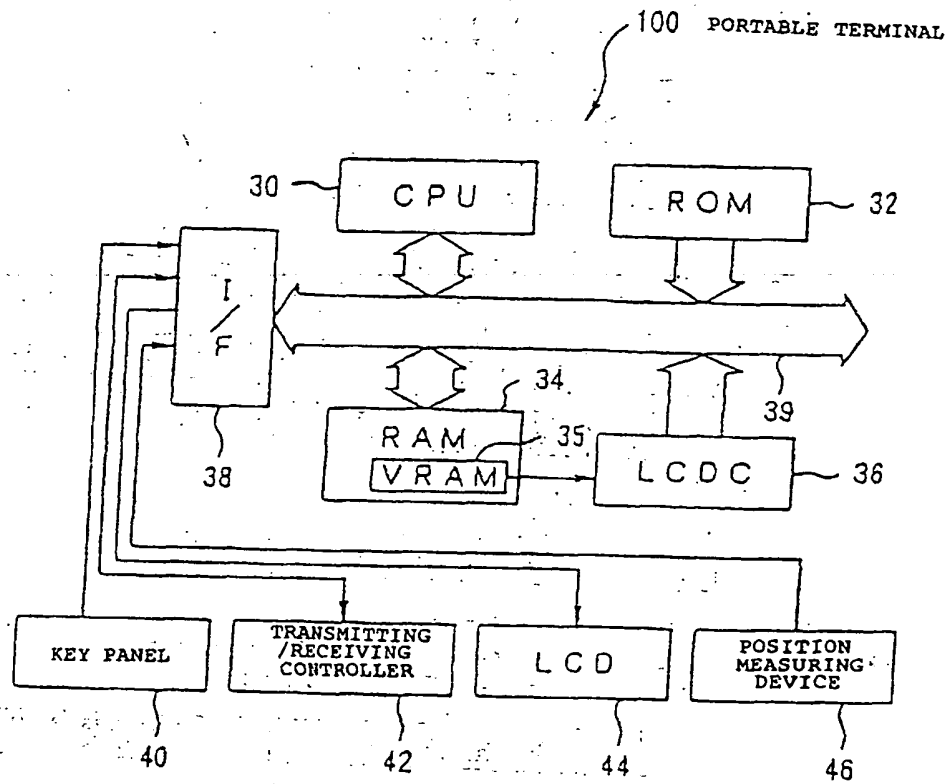 100 PORTABLE TERMINAL
30
CPU
ROM
32
I
/
F
34
39
RAM
35
VRAM
LCDC
36
38
KEY PANEL
TRANSMITTING
/RECEIVING
CONTROLLER
LCD
POSITION
MEASURING
DEVICE
40
42
44
46